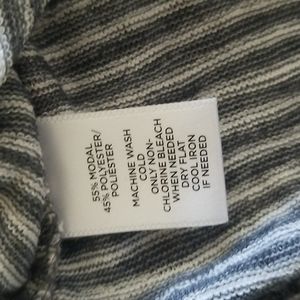 55% MODAL
45% POLYESTER/
POLIÉSTER
MACHINE WASH
COLD
ONLY NON-
CHLORINE BLEACH
WHEN NEEDED
DRY FLAT
COOL IRON
IF NEEDED